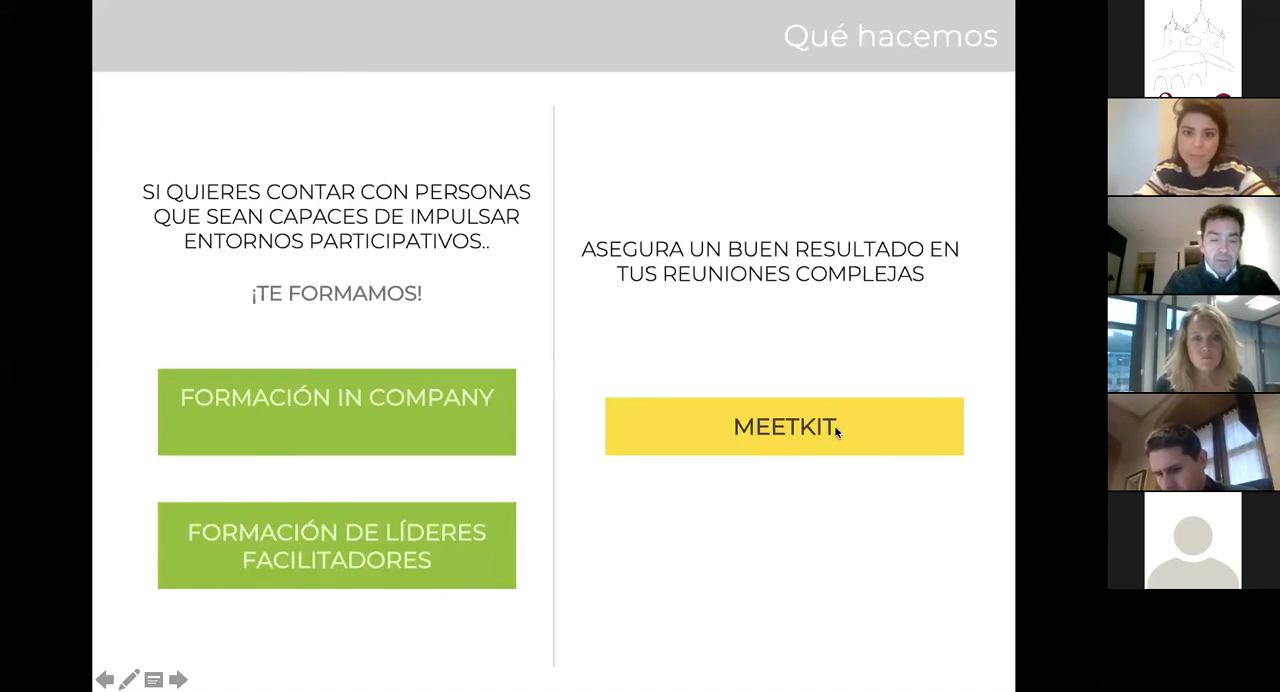 Qué hacemos
SI QUIERES CONTAR CON PERSONAS
QUE SEAN CAPACES DE IMPULSAR
ENTORNOS PARTICIPATIVOS..
¡TE FORMAMOS!
FORMACIÓN IN COMPANY
FORMACIÓN DE LÍDERES
FACILITADORES
ASEGURA UN BUEN RESULTADO EN
TUS REUNIONES COMPLEJAS
MEETKIT